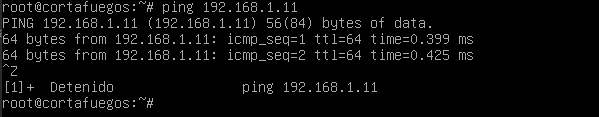 root@cortafuegos:~# ping 192.168.1.11
PING 192.168.1.11 (192.168.1.11) 56(84) bytes of data.
64 bytes from 192.168.1.11: icmp_seq=1 ttl=64 time=0.399 ms
64 bytes from 192.168.1.11: icmp_seq=2 ttl=64 time=0.425 ms
^Z
[1]+  Detenido                ping 192.168.1.11
root@cortafuegos:~#